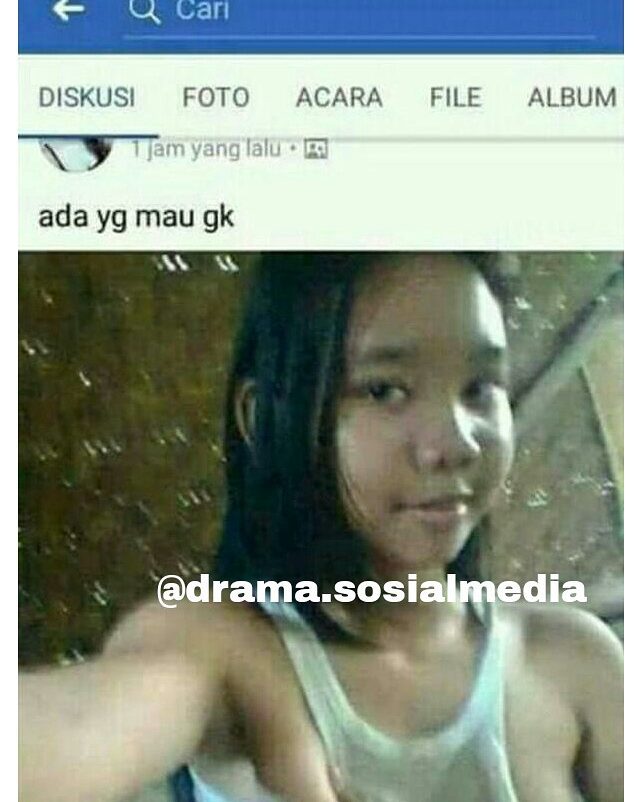 Cari
DISKUSI FOTO ACARA FILE ALBUM
1 jam yang lalu
ada yg mau gk
@drama.sosialmedia